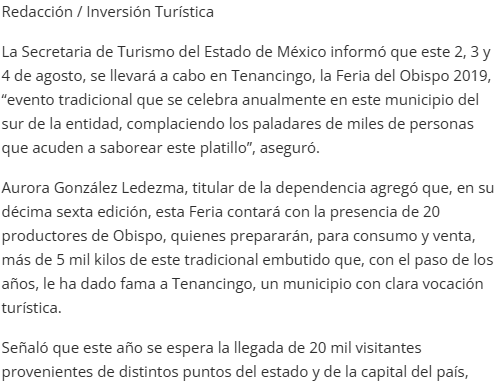 Redacción / Inversión Turística
La Secretaria de Turismo del Estado de México informó que este 2, 3 y
4 de agosto, se llevará a cabo en Tenancingo, la Feria del Obispo 2019,
“evento tradicional que se celebra anualmente en este municipio del
sur de la entidad, complaciendo los paladares de miles de personas
que acuden a saborear este platillo”, aseguró.
Aurora González Ledezma, titular de la dependencia agregó que, en su
décima sexta edición, esta Feria contará con la presencia de 20
productores de Obispo, quienes prepararán, para consumo y venta,
más de 5 mil kilos de este tradicional embutido que, con el paso de los
años, le ha dado fama a Tenancingo, un municipio con clara vocación
turística.
Señaló que este año se espera la llegada de 20 mil visitantes
provenientes de distintos puntos del estado y de la capital del país,